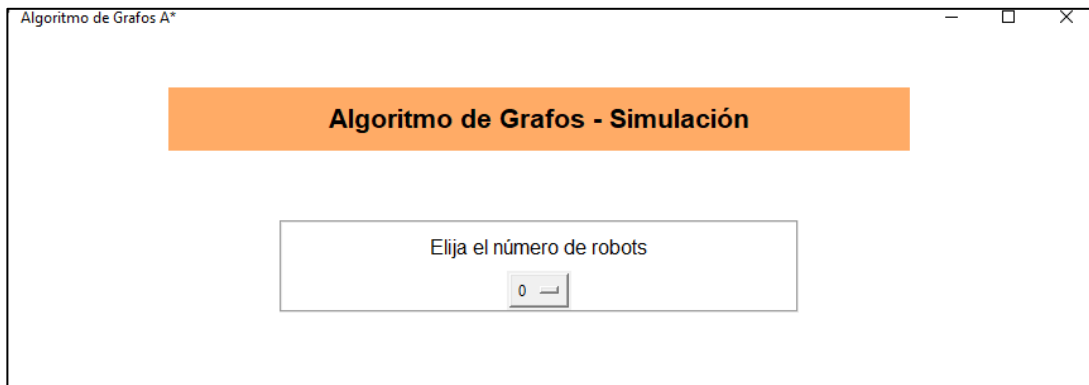 Algoritmo de Grafos A*
Algoritmo de Grafos - Simulación
Elija el número de robots
0